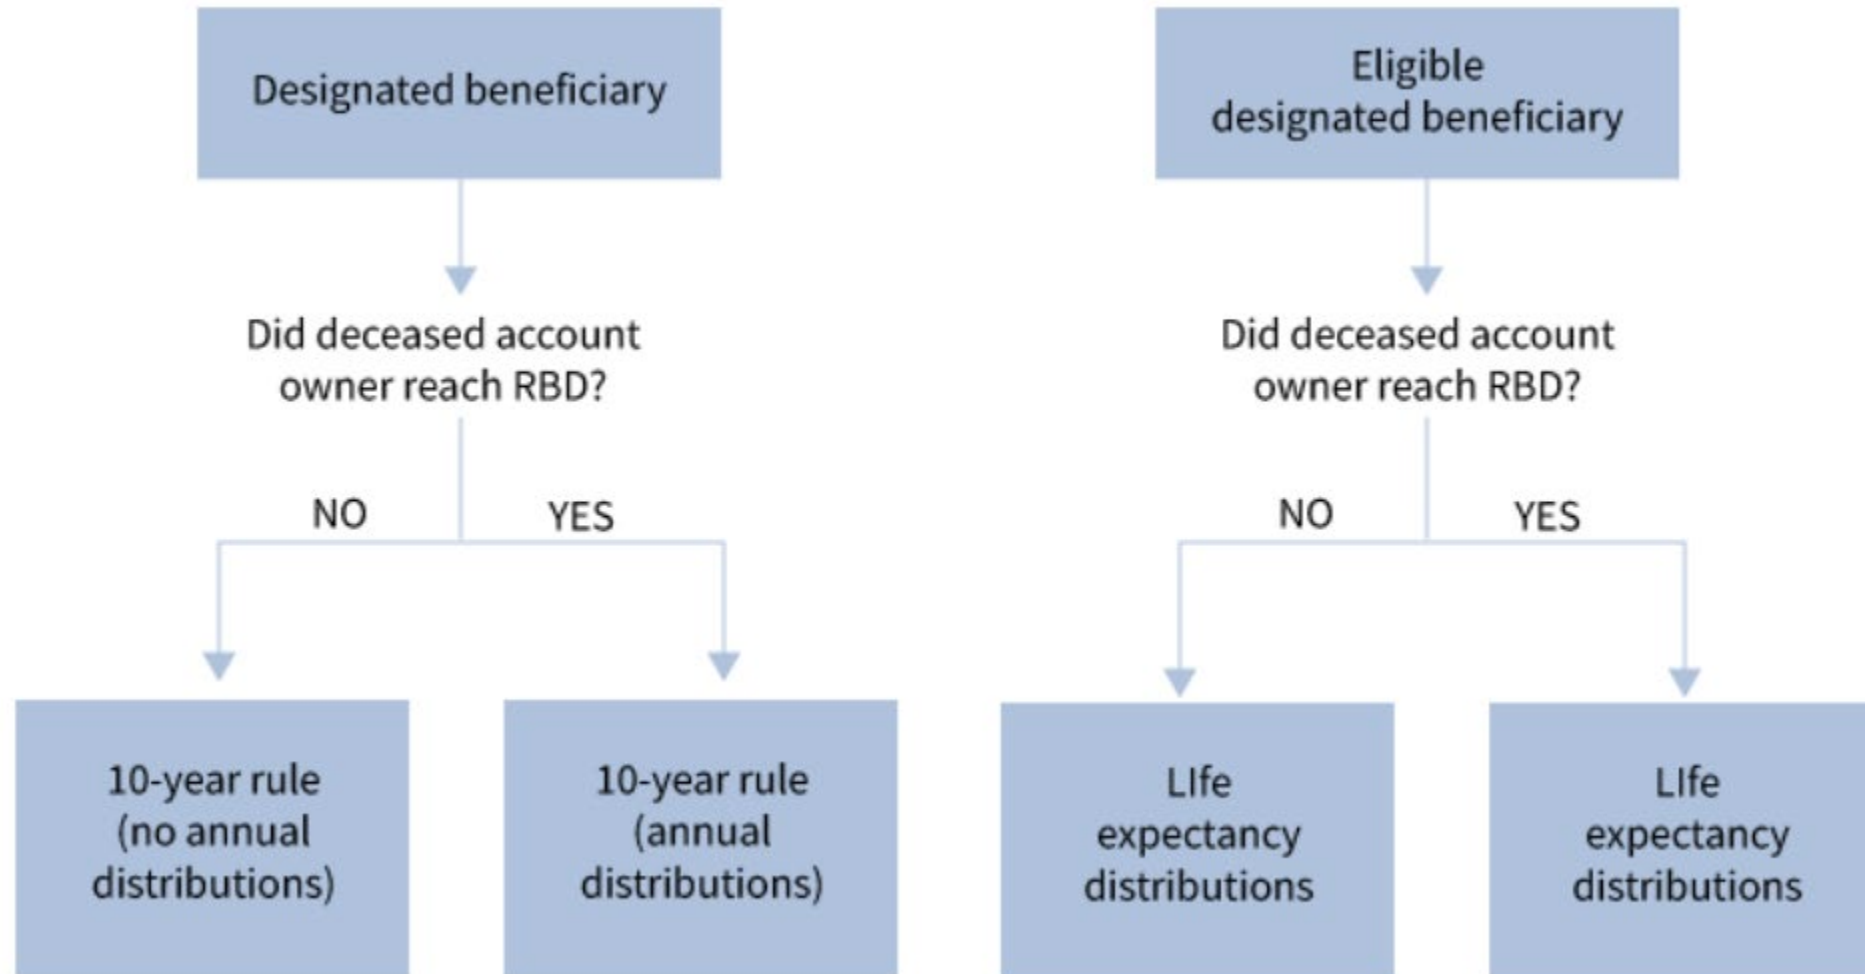 Designated beneficiary
Did deceased account
owner reach RBD?
NO
YES
10-year rule
(no annual
distributions)
10-year rule
(annual
distributions)
Eligible
designated beneficiary
Did deceased account
owner reach RBD?
NO
YES
LIfe
expectancy
distributions
LIfe
expectancy
distributions